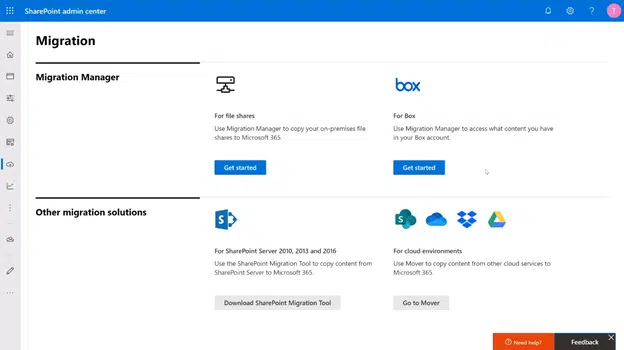 SharePoint admin center
?
T
Migration
Migration Manager
box
For file shares
For Box
Use Migration Manager to copy your on-premises file
shares to Microsoft 365.
Use Migration Manager to access what content you have
in your Box account.
Get started
Get started
Other migration solutions
S
S
For SharePoint Server 2010, 2013 and 2016
For cloud environments
Use the SharePoint Migration Tool to copy content from
SharePoint Server to Microsoft 365.
Use Mover to copy content from other cloud services to
Microsoft 365.
Download SharePoint Migration Tool
Go to Mover
Need help?
Feedback